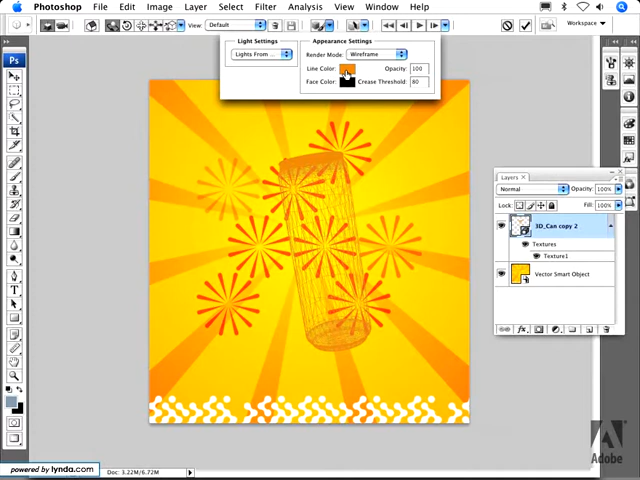 Photoshop File Edit Image Layer Select Filter Analysis View Window Help
View: Default
Workspace
Light Settings
Lights From ...
Appearance Settings
Render Mode: Wireframe
Line Color: Opacity: 100
Face Color: Crease Threshold: 80
Ps
Layers
Normal Opacity: 100%
Lock: Fill: 100%
3D_Can copy 2
Textures
Texture1
Vector Smart Object
fx
Adobe
powered by lynda.com
Doc: 3.22M/6.72M